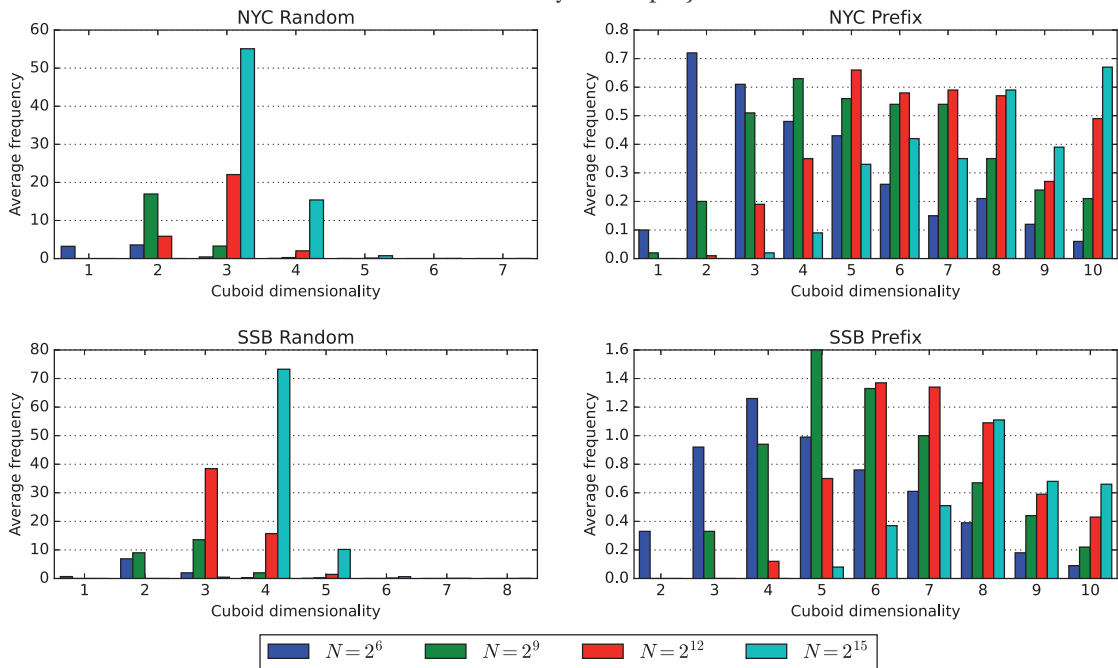 NYC Random
Average frequency
60
50
40
30
20
10
0
1 2 3 4 5 6 7
Cuboid dimensionality
NYC Prefix
Average frequency
0.8
0.7
0.6
0.5
0.4
0.3
0.2
0.1
0.0
1 2 3 4 5 6 7 8 9 10
Cuboid dimensionality
SSB Random
Average frequency
80
70
60
50
40
30
20
10
0
1 2 3 4 5 6 7 8
Cuboid dimensionality
SSB Prefix
Average frequency
1.6
1.4
1.2
1.0
0.8
0.6
0.4
0.2
0.0
2 3 4 5 6 7 8 9 10
Cuboid dimensionality
N = 2^6 N = 2^9 N = 2^12 N = 2^15